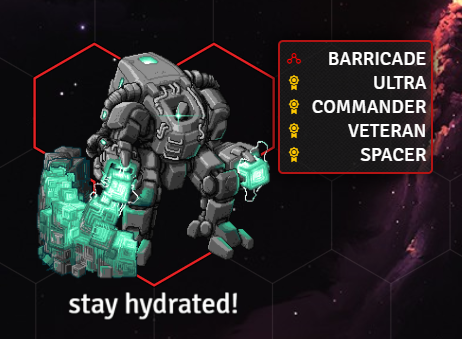 BARRICADE
ULTRA
COMMANDER
VETERAN
SPACER
stay hydrated!